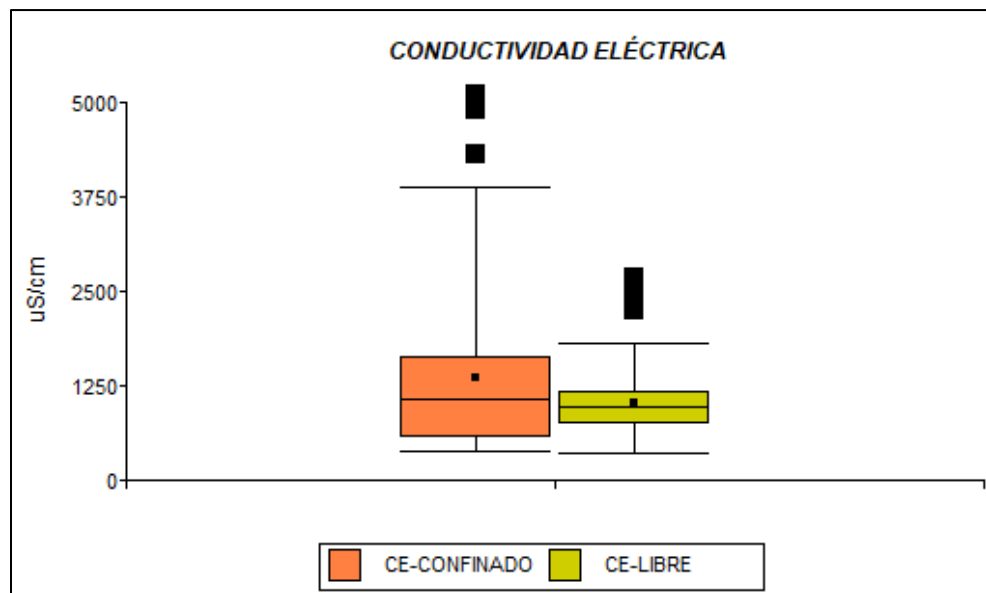 CONDUCTIVIDAD ELÉCTRICA
5000
3750
2500
1250
0
uS/cm
CE-CONFINADO CE-LIBRE